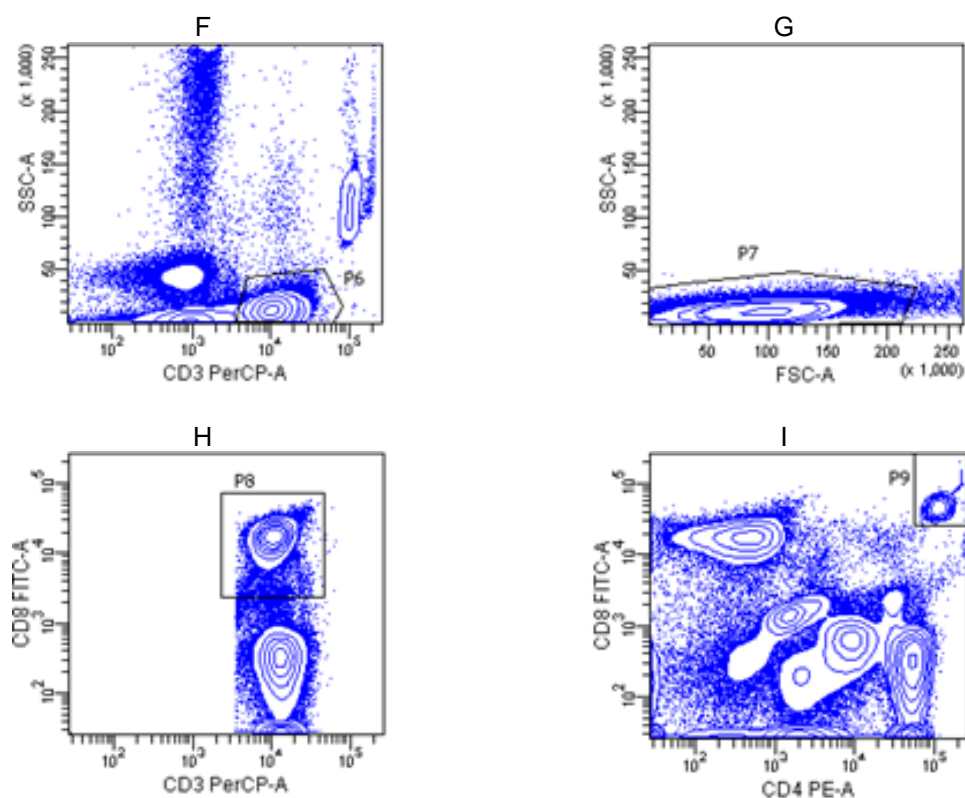 F
SSC-A
(x 1,000)
250
200
150
100
50
P6
10^2
10^3
10^4
10^5
CD3 PerCP-A
G
SSC-A
(x 1,000)
250
200
150
100
50
P7
50
100
150
200
250
FSC-A
(x 1,000)
H
CD8 FITC-A
10^5
10^4
10^3
10^2
P8
10^2
10^3
10^4
10^5
CD3 PerCP-A
I
CD8 FITC-A
10^5
10^4
10^3
10^2
P9
10^2
10^3
10^4
10^5
CD4 PE-A